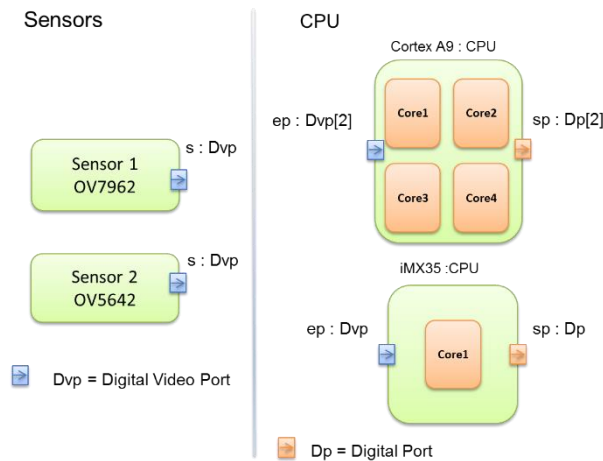 Sensors
s : Dvp
Sensor 1
OV7962
s : Dvp
Sensor 2
OV5642
Dvp = Digital Video Port
CPU
Cortex A9 : CPU
ep : Dvp[2]
sp : Dp[2]
Core1
Core2
Core3
Core4
iMX35 :CPU
ep : Dvp
sp : Dp
Core1
Dp = Digital Port